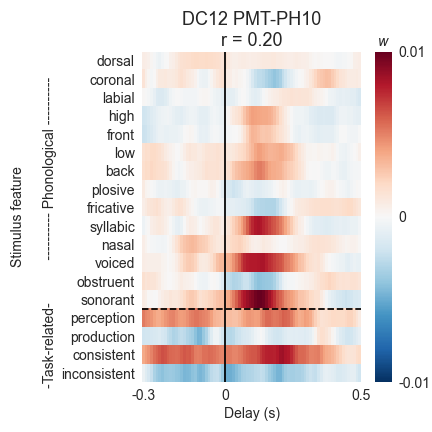 DC12 PMT-PH10
r = 0.20
w
dorsal
coronal
labial
high
front
low
back
plosive
fricative
syllabic
nasal
voiced
obstruent
sonorant
perception
production
consistent
inconsistent
Stimulus feature
---------- Phonological ----------
-Task-related-
-0.3 0 0.5
Delay (s)
0.01
0
-0.01